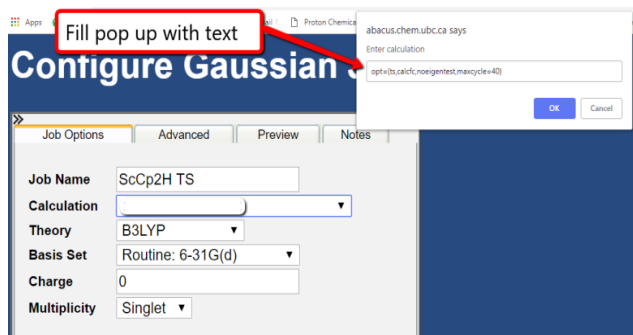 Apps
ail
Proton Chemica
Fill pop up with text
abacus.chem.ubc.ca says
Enter calculation
opt=(ts,calcfc,noeigentest,maxcycle=40)
OK Cancel
Configure Gaussian J
»
Job Options Advanced Preview Notes
Job Name ScCp2H TS
Calculation
Theory B3LYP
Basis Set Routine: 6-31G(d)
Charge 0
Multiplicity Singlet